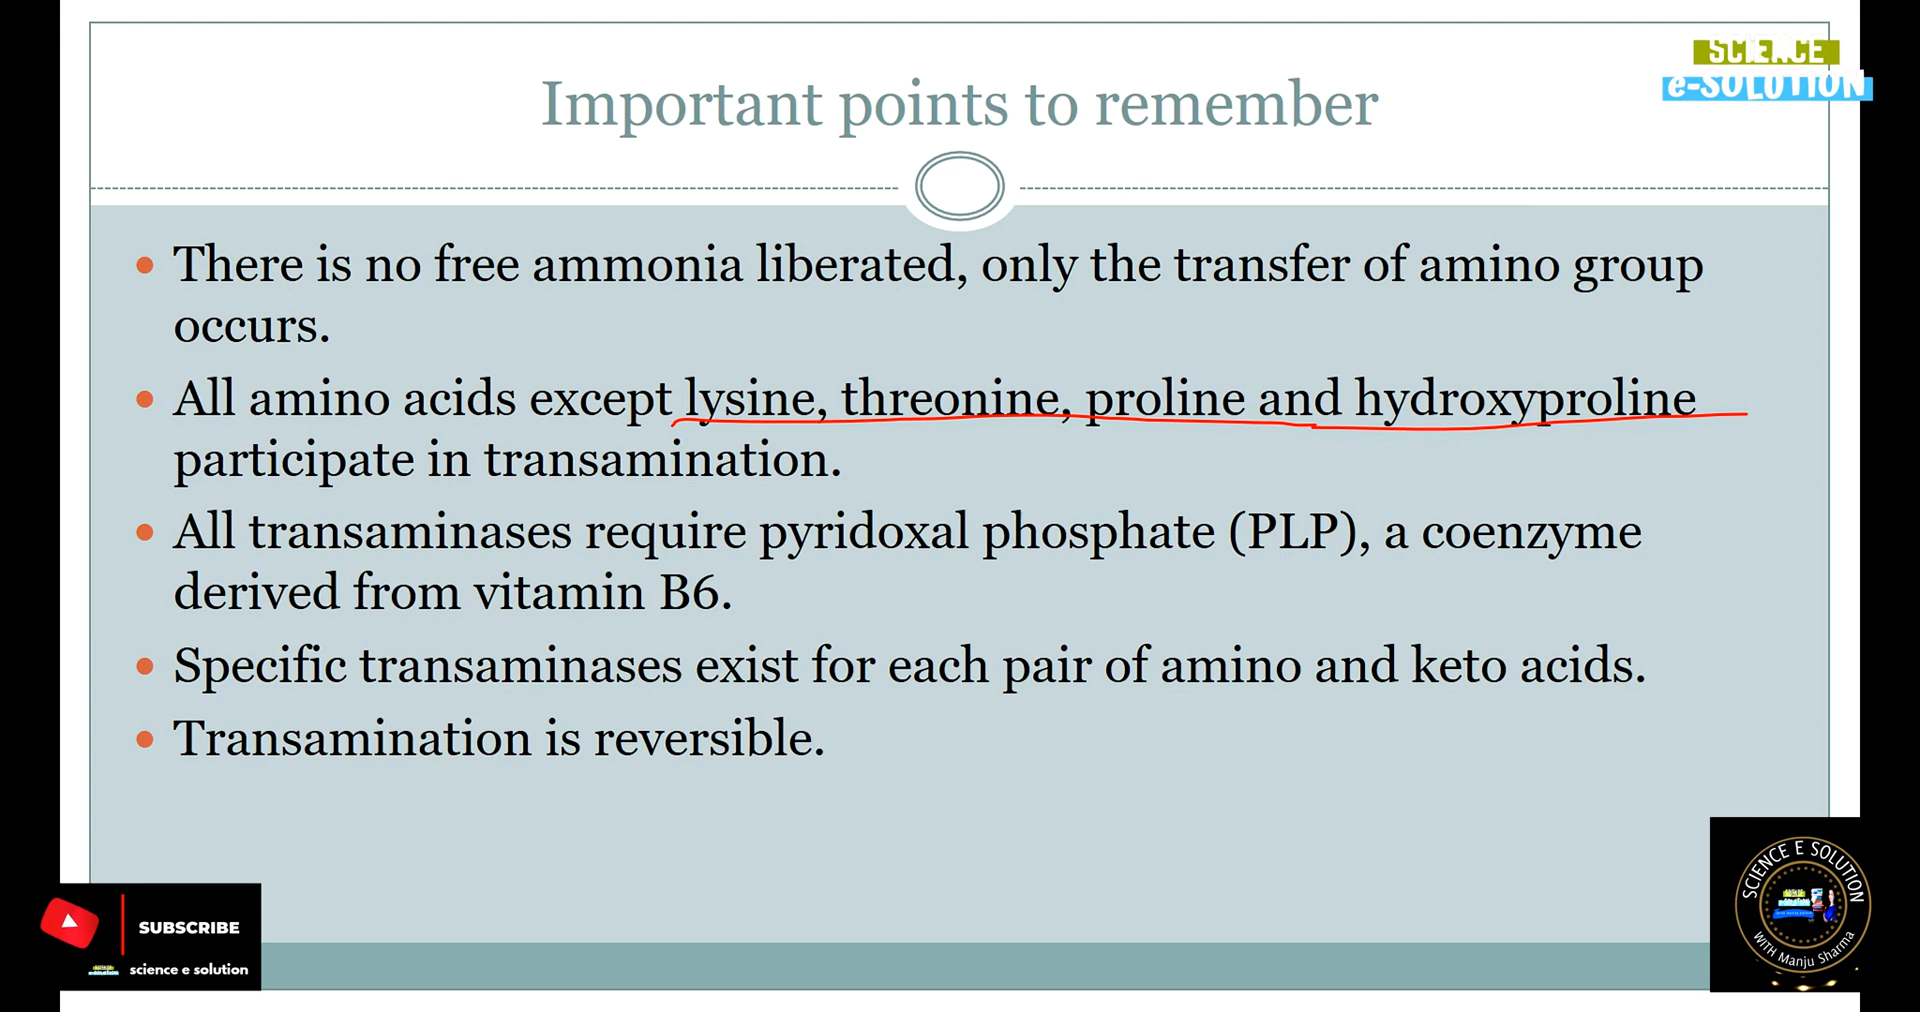 SCIENCE
e-SOLUTION
Important points to remember
• There is no free ammonia liberated, only the transfer of amino group
occurs.
• All amino acids except lysine, threonine, proline and hydroxyproline
participate in transamination.
• All transaminases require pyridoxal phosphate (PLP), a coenzyme
derived from vitamin B6.
• Specific transaminases exist for each pair of amino and keto acids.
• Transamination is reversible.
SUBSCRIBE
science e solution
SCIENCE E SOLUTION
WITH Manju Sharma